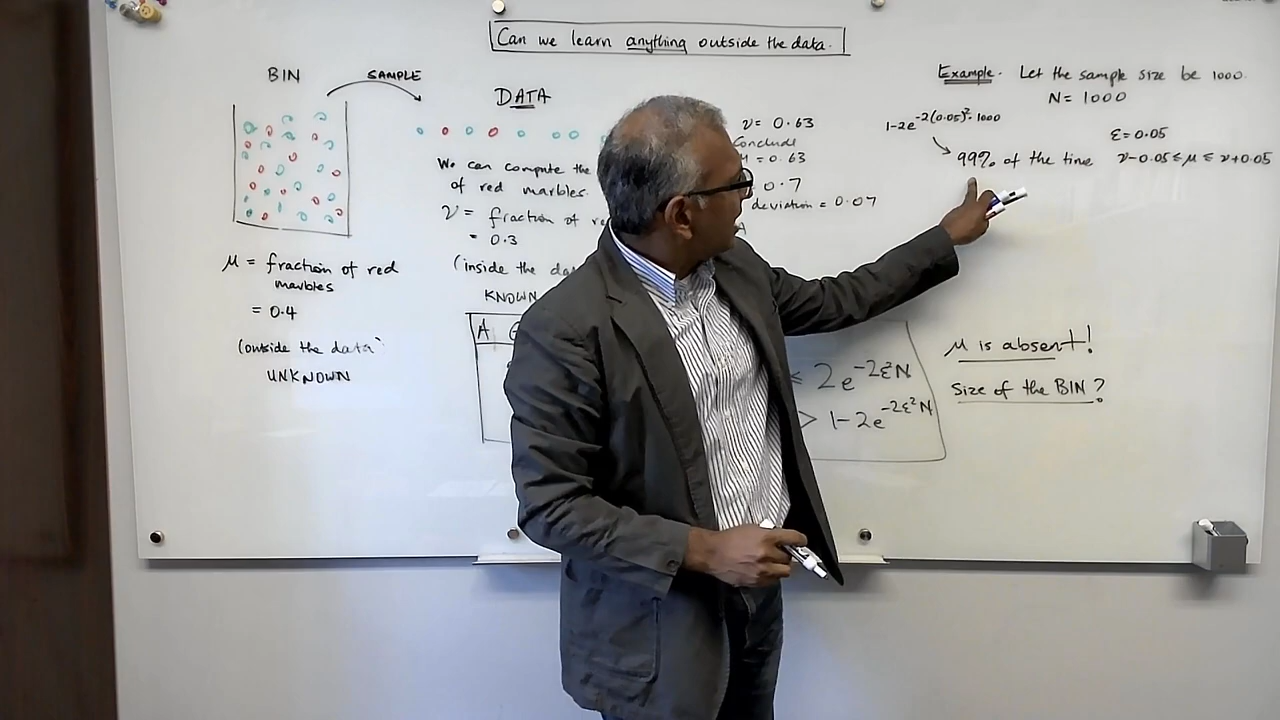 Can we learn anything outside the data.
BIN
SAMPLE
μ = fraction of red
marbles
= 0.4
(outside the data)
UNKNOWN
DATA
We can compute the
of red marbles.
ν = fraction of re
= 0.3
(inside the da
KNOWN
A
ν = 0.63
Conclude
μ = 0.63
0.7
deviation = 0.07
≤ 2e^{-2ε²N}
> 1-2e^{-2ε²N}
Example. Let the sample size be 1000.
N = 1000
1-2e^{-2(0.05)²·1000}
ε=0.05
99% of the time ν-0.05 ≤ μ ≤ ν+0.05
μ is absent!
Size of the BIN?